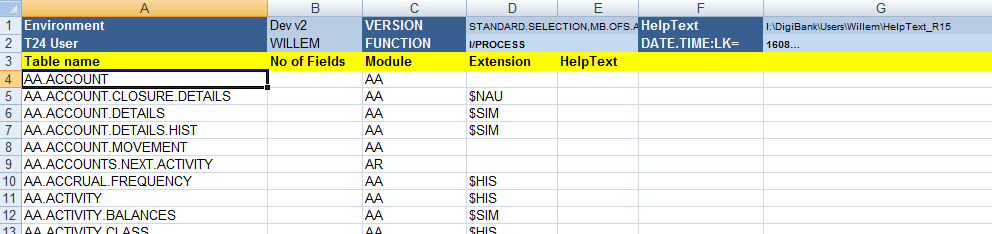 A B C D E F G
1 Environment Dev v2 VERSION STANDARD.SELECTION,MB.OFS.A HelpText I:\DigiBank\Users\Willem\HelpText_R15
2 T24 User WILLEM FUNCTION I/PROCESS DATE.TIME:LK= 1608...
3 Table name No of Fields Module Extension HelpText
4 AA.ACCOUNT AA
5 AA.ACCOUNT.CLOSURE.DETAILS AA $NAU
6 AA.ACCOUNT.DETAILS AA $SIM
7 AA.ACCOUNT.DETAILS.HIST AA $SIM
8 AA.ACCOUNT.MOVEMENT AA
9 AA.ACCOUNTS.NEXT.ACTIVITY AR
10 AA.ACCRUAL.FREQUENCY AA $HIS
11 AA.ACTIVITY AA $HIS
12 AA.ACTIVITY.BALANCES AA $SIM
13 AA.ACTIVITY.CLASS AA $HIS